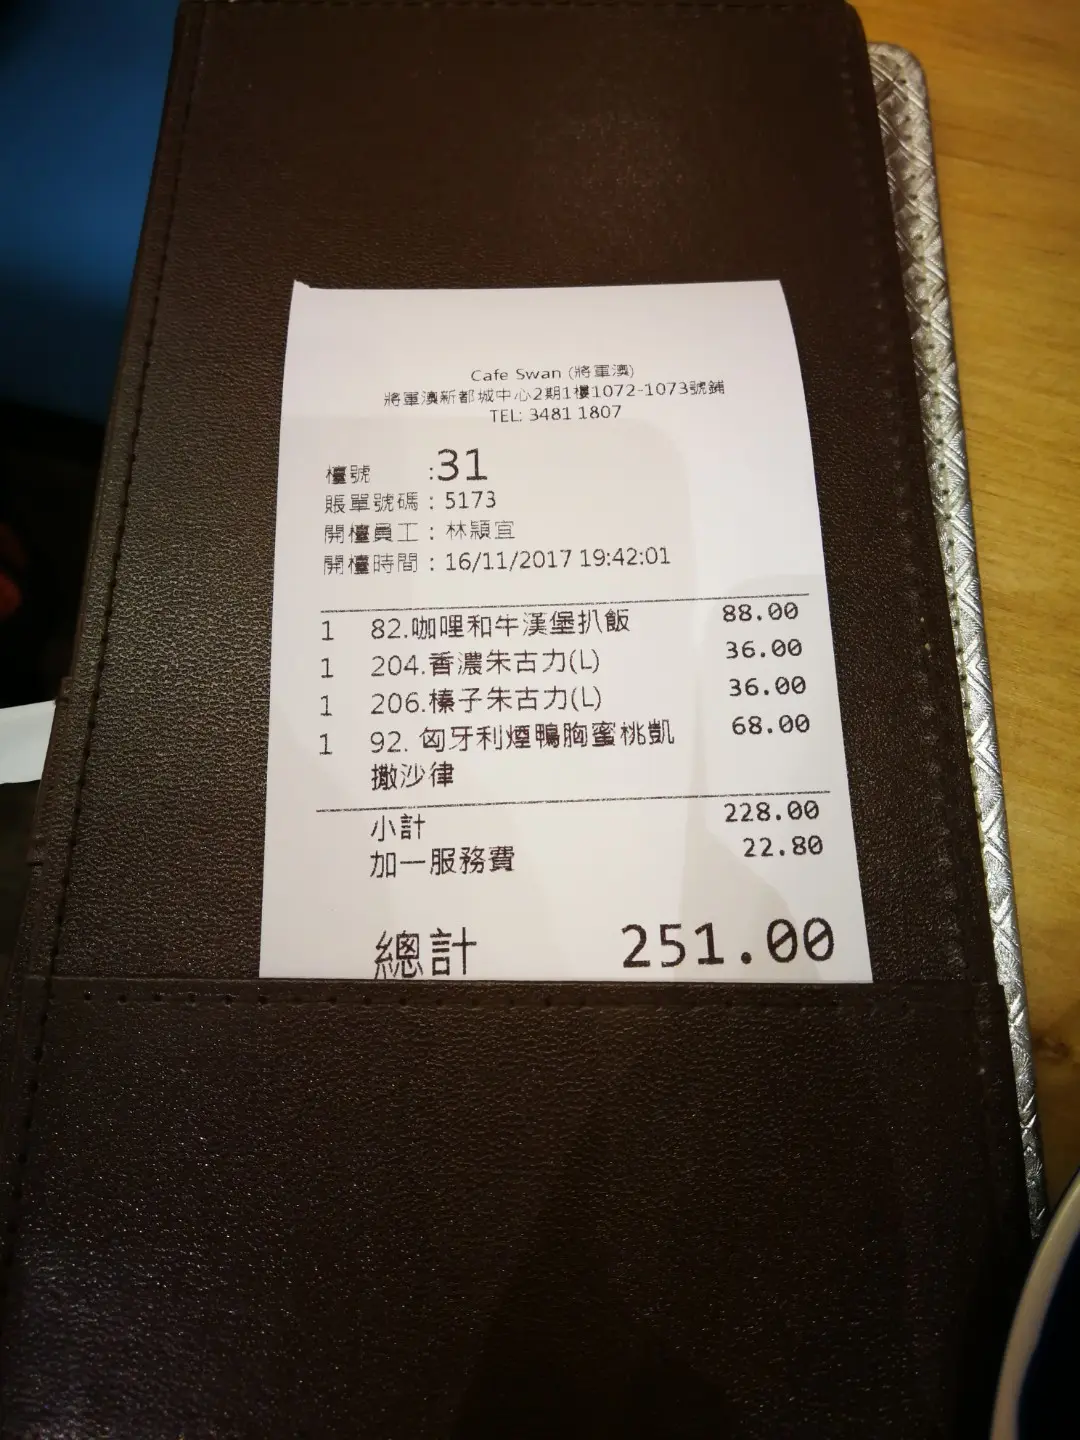 Cafe Swan (將軍澳)
將軍澳新都城中心2期1樓1072-1073號鋪
TEL: 3481 1807
檯號 :31
賬單號碼 : 5173
開檯員工 : 林穎宜
開檯時間 : 16/11/2017 19:42:01
1 82.咖哩和牛漢堡扒飯 88.00
1 204.香濃朱古力(L) 36.00
1 206.榛子朱古力(L) 36.00
1 92. 匈牙利煙鴨胸蜜桃凱 68.00
撒沙律
小計 228.00
加一服務費 22.80
總計 251.00